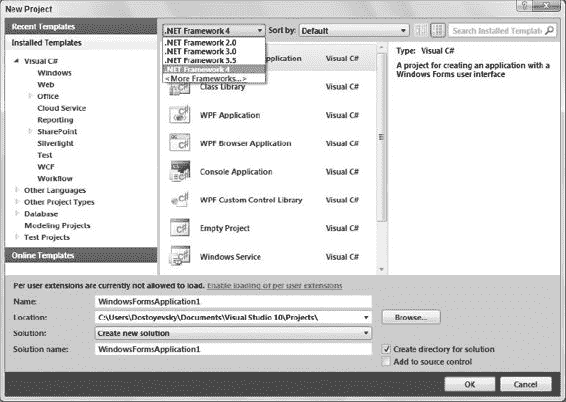 New Project
Recent Templates
Installed Templates
Visual C#
Windows
Web
Office
Cloud Service
Reporting
SharePoint
Silverlight
Test
WCF
Workflow
Other Languages
Other Project Types
Database
Modeling Projects
Test Projects
Online Templates
.NET Framework 4
Sort by: Default
Search Installed Templat
.NET Framework 2.0
.NET Framework 3.0
.NET Framework 3.5
.NET Framework 4
<More Frameworks...>
plication Visual C#
Class Library Visual C#
WPF Application Visual C#
WPF Browser Application Visual C#
Console Application Visual C#
WPF Custom Control Library Visual C#
Empty Project Visual C#
Windows Service Visual C#
Type: Visual C#
A project for creating an application with a
Windows Forms user interface
Per user extensions are currently not allowed to load. Enable loading of per user extensions
Name: WindowsFormsApplication1
Location: C:\Users\Dostoyevsky\Documents\Visual Studio 10\Projects\ Browse...
Solution: Create new solution
Solution name: WindowsFormsApplication1
Create directory for solution
Add to source control
OK Cancel